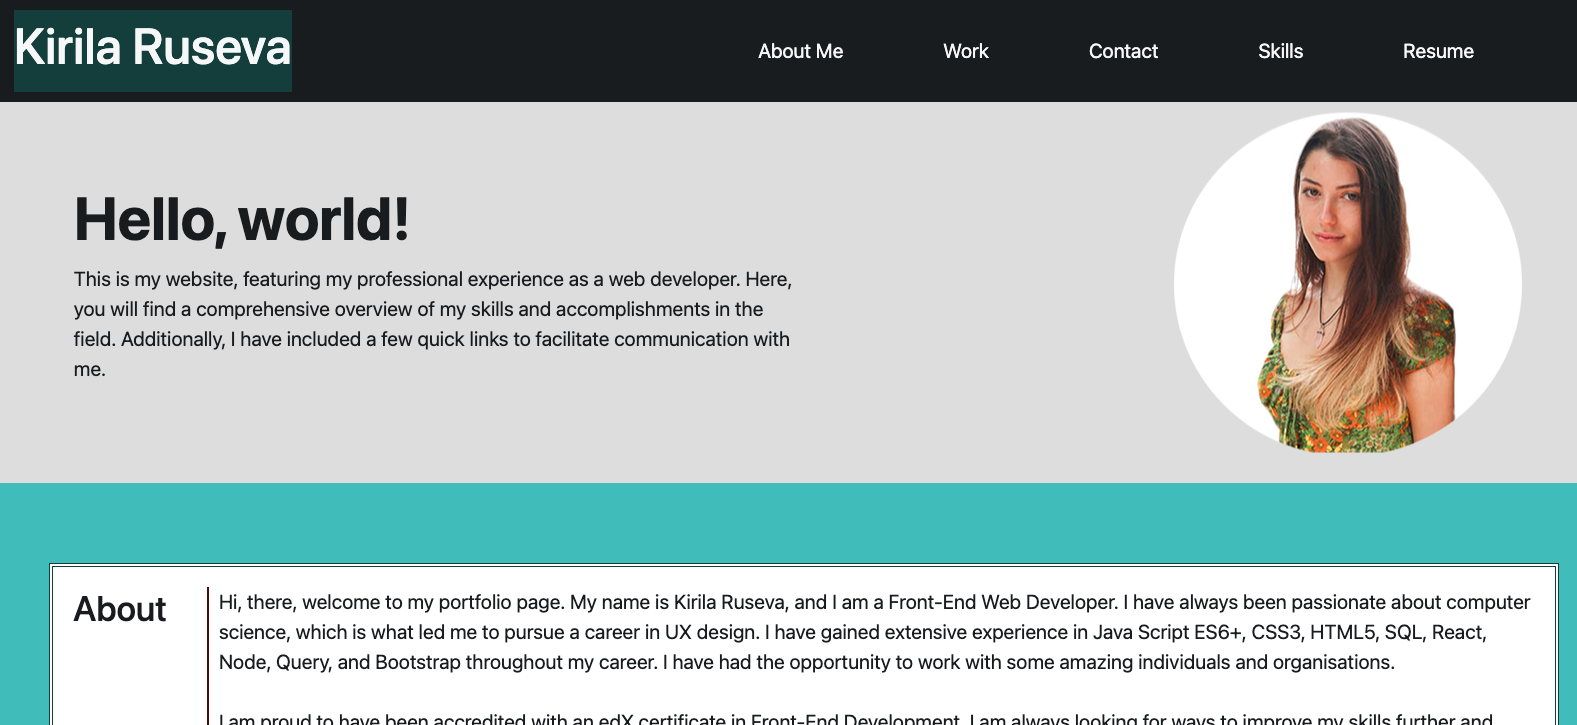 Kirila Ruseva
About Me Work Contact Skills Resume
Hello, world!
This is my website, featuring my professional experience as a web developer. Here,
you will find a comprehensive overview of my skills and accomplishments in the
field. Additionally, I have included a few quick links to facilitate communication with
me.
About
Hi, there, welcome to my portfolio page. My name is Kirila Ruseva, and I am a Front-End Web Developer. I have always been passionate about computer
science, which is what led me to pursue a career in UX design. I have gained extensive experience in Java Script ES6+, CSS3, HTML5, SQL, React,
Node, Query, and Bootstrap throughout my career. I have had the opportunity to work with some amazing individuals and organisations.
I am proud to have been accredited with an edX certificate in Front-End Development. I am always looking for ways to improve my skills further and